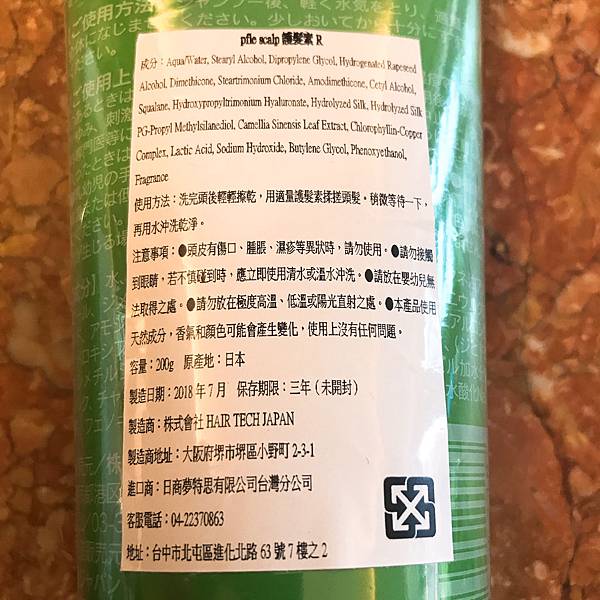 ご使用方法
pfie scalp 護髮素 R
成分：Aqua/Water, Stearyl Alcohol, Dipropylene Glycol, Hydrogenated Rapeseed
Alcohol, Dimethicone, Steartrimonium Chloride, Amodimethicone, Cetyl Alcohol,
Squalane, Hydroxypropyltrimonium Hyaluronate, Hydrolyzed Silk, Hydrolyzed Silk
PG-Propyl Methylsilanediol, Camellia Sinensis Leaf Extract, Chlorophyllin-Copper
Complex, Lactic Acid, Sodium Hydroxide, Butylene Glycol, Phenoxyethanol,
Fragrance
使用方法：洗完頭後輕輕擦乾，用適量護髮素揉搓頭髮。稍微等待一下，
再用水沖洗乾淨。
注意事項：●頭皮有傷口、腫脹、濕疹等異狀時，請勿使用。●請勿接觸
到眼睛，若不慎碰到時，應立即使用清水或溫水沖洗。●請放在嬰幼兒無
法取得之處。●請勿放在極度高溫、低溫或陽光直射之處。●本產品使用
天然成分，香氣和顏色可能會產生變化，使用上沒有任何問題。
容量：200g 原產地：日本
製造日期：2018 年 7 月 保存期限：三年（未開封）
製造商：株式會社 HAIR TECH JAPAN
製造商地址：大阪府堺市堺區小野町 2-3-1
進口商：日商夢特思有限公司台灣分公司
客服電話：04-22370863
地址：台中市北屯區進化北路 63 號 7 樓之 2